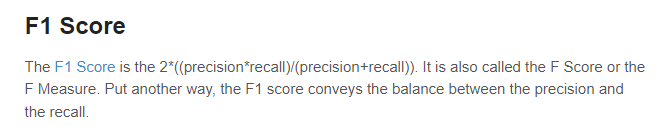 F1 Score
The F1 Score is the 2*((precision*recall)/(precision+recall)). It is also called the F Score or the
F Measure. Put another way, the F1 score conveys the balance between the precision and
the recall.